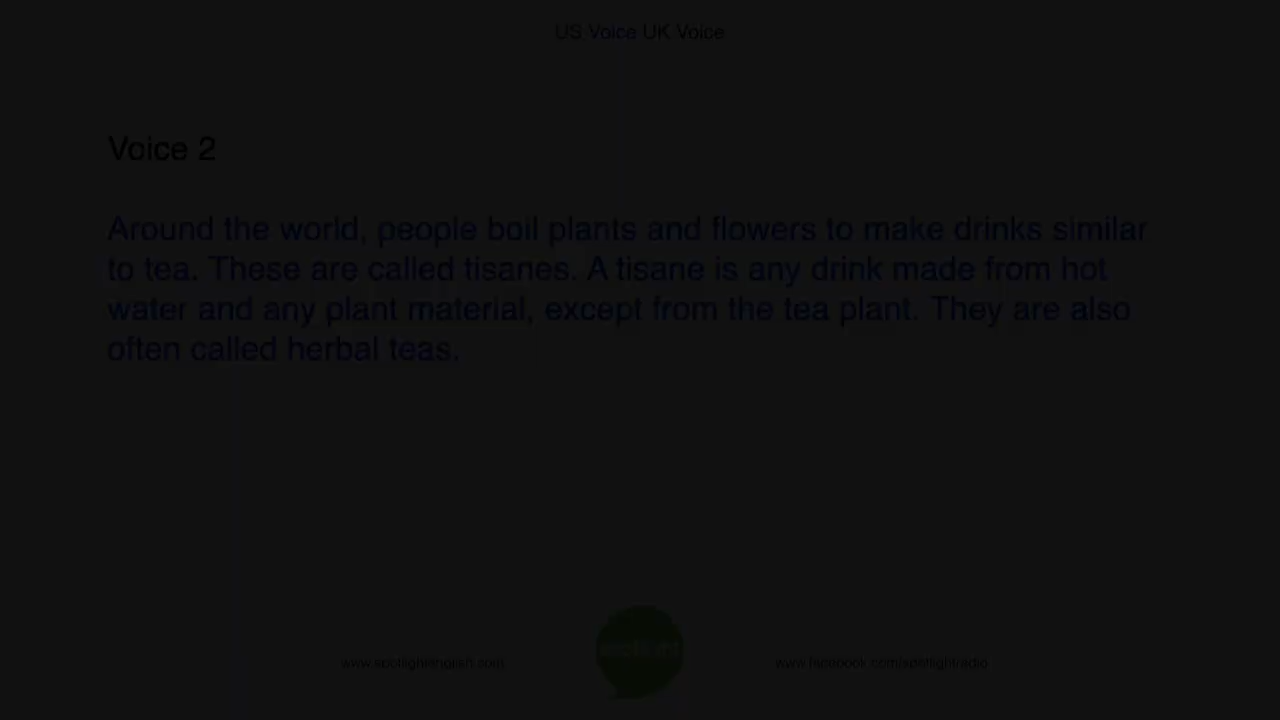 US Voice UK Voice
Voice 2
Around the world, people boil plants and flowers to make drinks similar
to tea. These are called tisanes. A tisane is any drink made from hot
water and any plant material, except from the tea plant. They are also
often called herbal teas.
www.spotlightenglish.com
www.facebook.com/spotlightradio